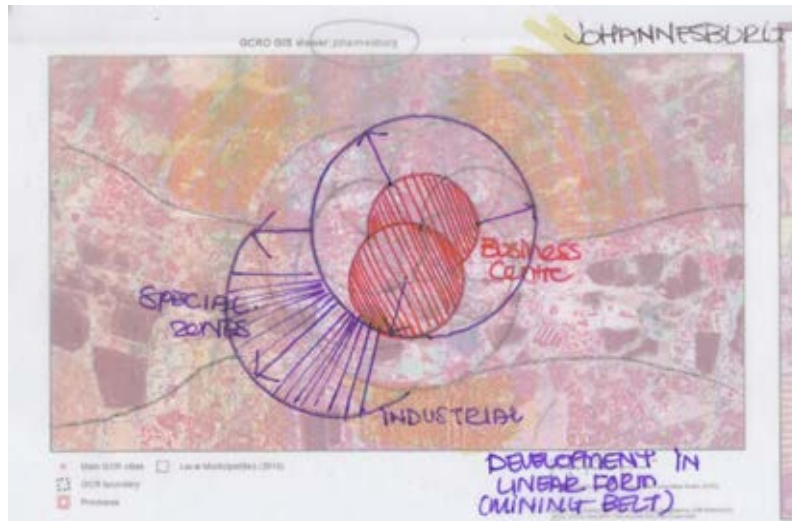 GCRO GIS viewer johannesburg
JOHANNESBURG
BUSINESS
CENTRE
SPECIAL
ZONES
INDUSTRIAL
DEVELOPMENT IN
LINEAR FORM
(MINING BELT)
Main GCR cities
Local Municipalities (2010)
GCR boundary
Provinces